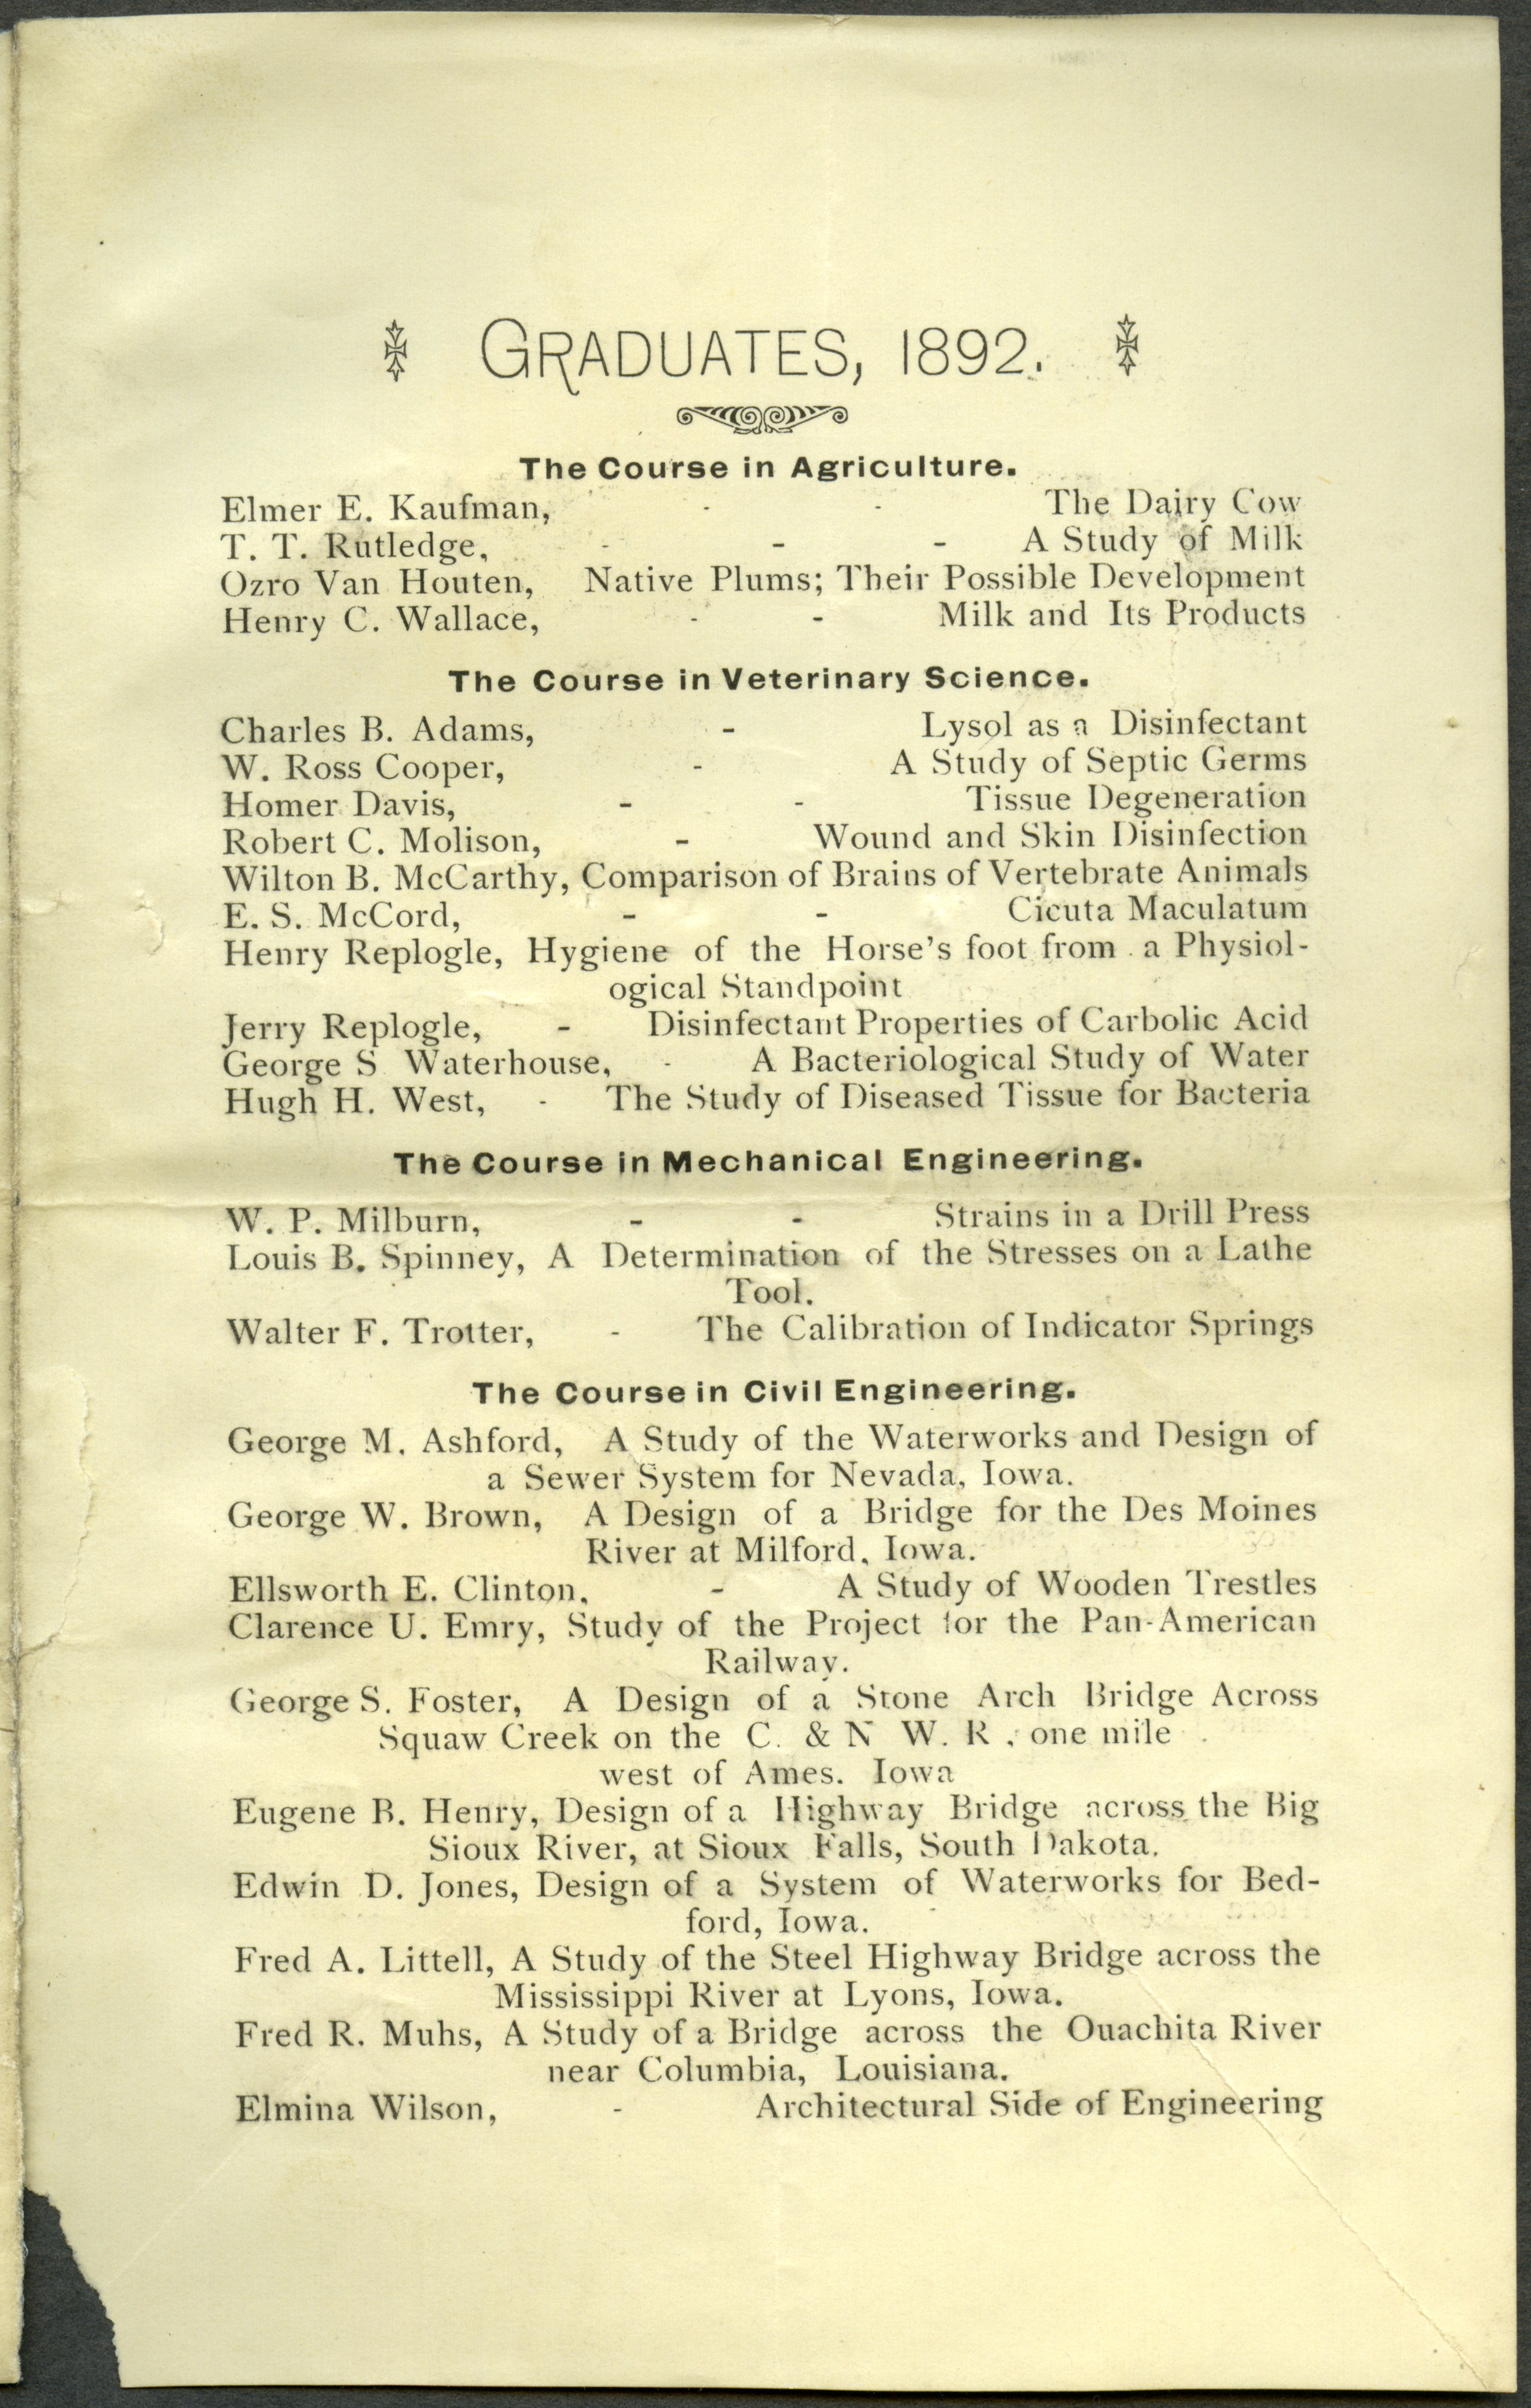 GRADUATES, 1892.
The Course in Agriculture.
Elmer E. Kaufman, - - The Dairy Cow
T. T. Rutledge, - - - A Study of Milk
Ozro Van Houten, Native Plums; Their Possible Development
Henry C. Wallace, - - Milk and Its Products
The Course in Veterinary Science.
Charles B. Adams, - Lysol as a Disinfectant
W. Ross Cooper, - A Study of Septic Germs
Homer Davis, - - Tissue Degeneration
Robert C. Molison, - Wound and Skin Disinfection
Wilton B. McCarthy, Comparison of Brains of Vertebrate Animals
E. S. McCord, - - Cicuta Maculatum
Henry Replogle, Hygiene of the Horse's foot from a Physiol-
ogical Standpoint
Jerry Replogle, - Disinfectant Properties of Carbolic Acid
George S Waterhouse, - A Bacteriological Study of Water
Hugh H. West, - The Study of Diseased Tissue for Bacteria
The Course in Mechanical Engineering.
W. P. Milburn, - - Strains in a Drill Press
Louis B. Spinney, A Determination of the Stresses on a Lathe
Tool.
Walter F. Trotter, - The Calibration of Indicator Springs
The Course in Civil Engineering.
George M. Ashford, A Study of the Waterworks and Design of
a Sewer System for Nevada, Iowa.
George W. Brown, A Design of a Bridge for the Des Moines
River at Milford, Iowa.
Ellsworth E. Clinton, - A Study of Wooden Trestles
Clarence U. Emry, Study of the Project for the Pan-American
Railway.
George S. Foster, A Design of a Stone Arch Bridge Across
Squaw Creek on the C. & N W. R , one mile
west of Ames. Iowa
Eugene B. Henry, Design of a Highway Bridge across the Big
Sioux River, at Sioux Falls, South Dakota.
Edwin D. Jones, Design of a System of Waterworks for Bed-
ford, Iowa.
Fred A. Littell, A Study of the Steel Highway Bridge across the
Mississippi River at Lyons, Iowa.
Fred R. Muhs, A Study of a Bridge across the Ouachita River
near Columbia, Louisiana.
Elmina Wilson, - Architectural Side of Engineering